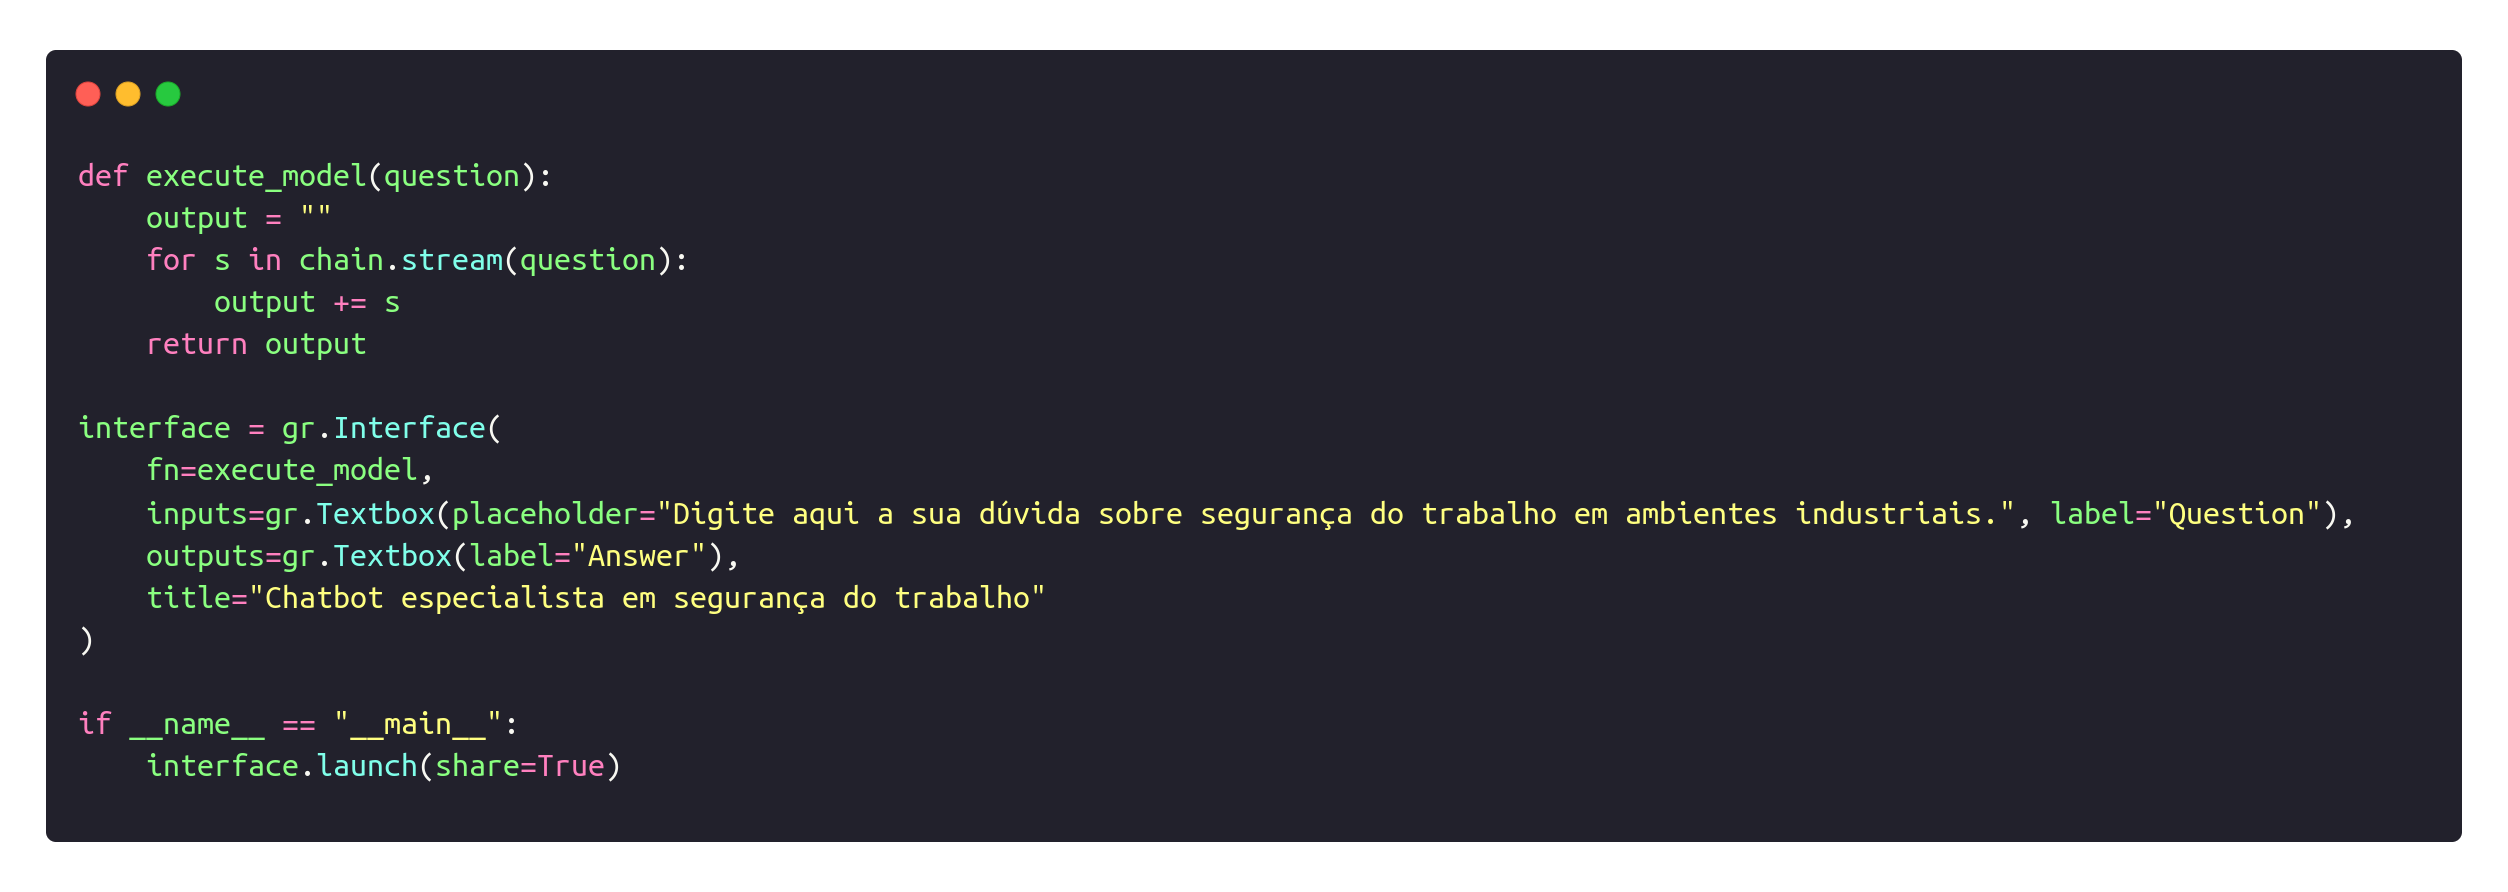 def execute_model(question):
    output = ""
    for s in chain.stream(question):
        output += s
    return output

interface = gr.Interface(
    fn=execute_model,
    inputs=gr.Textbox(placeholder="Digite aqui a sua dúvida sobre segurança do trabalho em ambientes industriais.", label="Question"),
    outputs=gr.Textbox(label="Answer"),
    title="Chatbot especialista em segurança do trabalho"
)

if __name__ == "__main__":
    interface.launch(share=True)